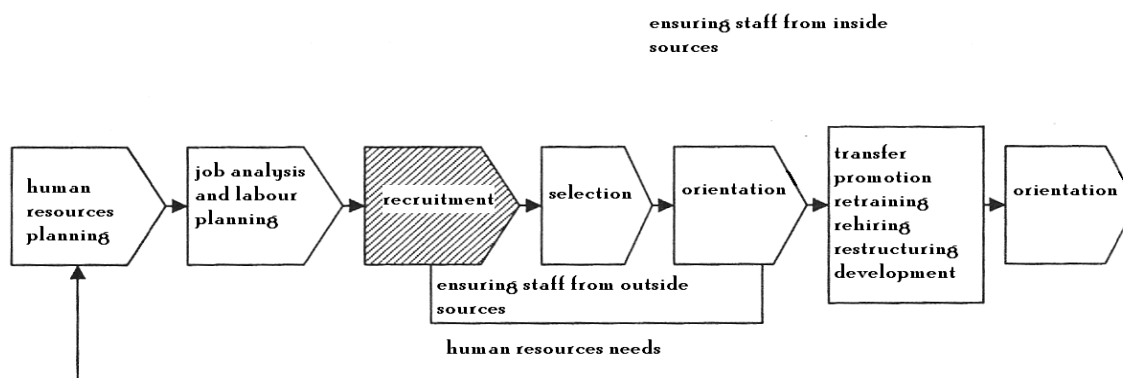 ensuring staff from inside
sources
human
resources
planning
job analysis
and labour
planning
recruitment
selection
orientation
transfer
promotion
retraining
rehiring
restructuring
development
orientation
ensuring staff from outside
sources
human resources needs